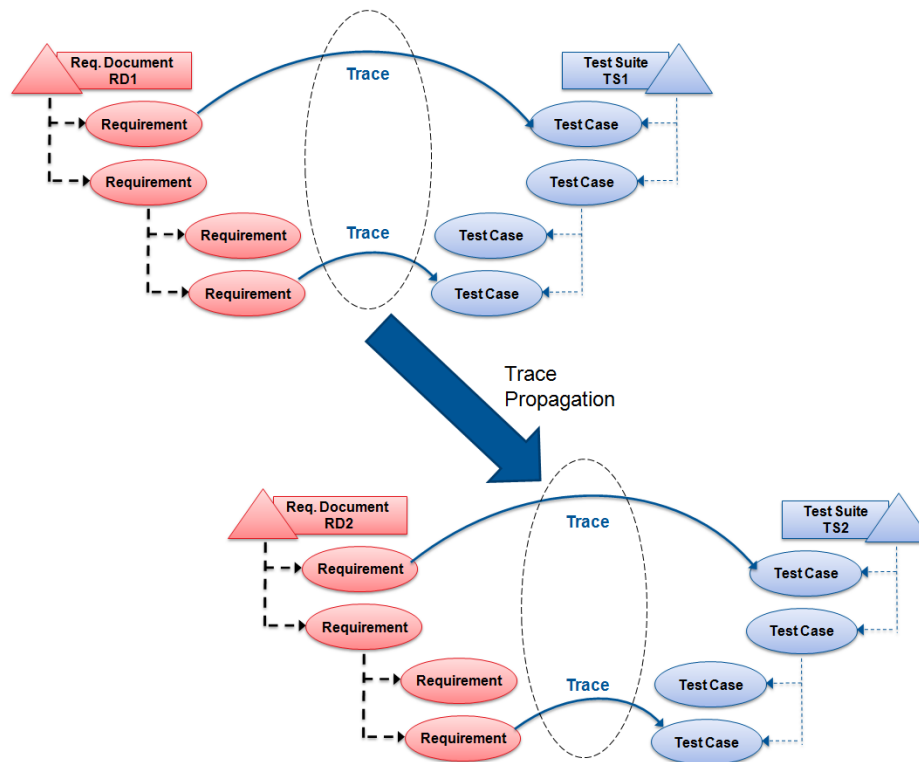 Req. Document
RD1
Trace
Test Suite
TS1
Requirement
Test Case
Requirement
Test Case
Requirement
Trace
Test Case
Requirement
Test Case
Trace
Propagation
Req. Document
RD2
Trace
Test Suite
TS2
Requirement
Test Case
Requirement
Test Case
Requirement
Trace
Test Case
Requirement
Test Case